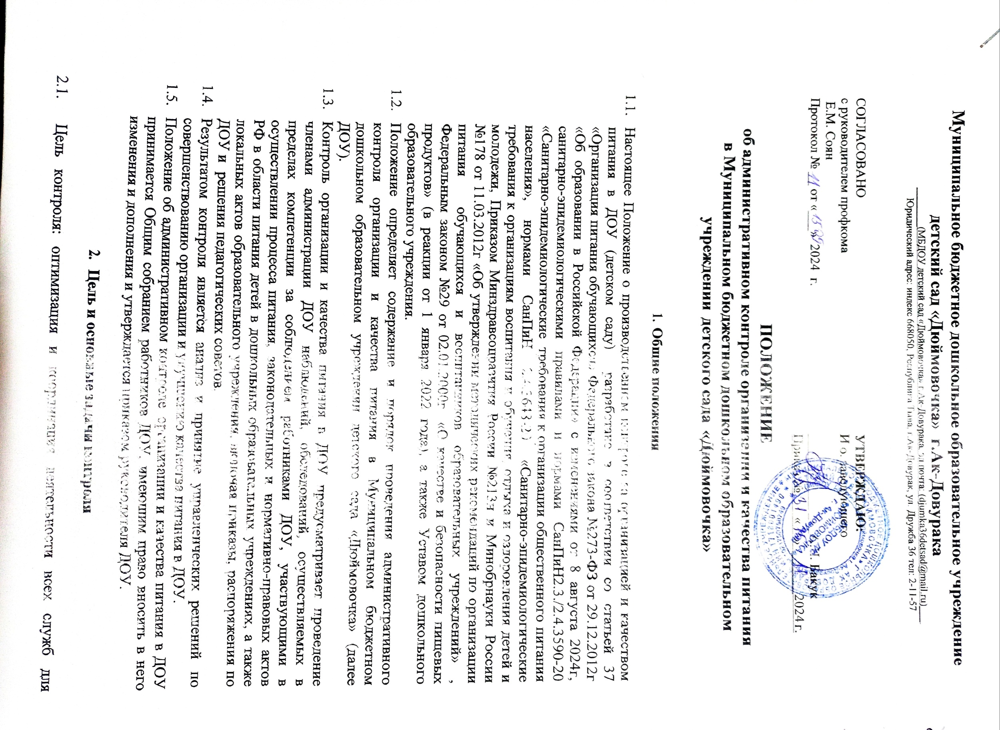 Муниципальное бюджетное дошкольное образовательное учреждение
детский сад «Дюймовочка» г.Ак-Довурака
(МБДОУ детский сад «Дюймовочка» г.Ак-Довурака эл почта: (djumka36detsad@mail.ru)
Юридический адрес: индекс 668050, Республика Тыва, г. Ак-Довурак, ул. Дружба 36 тел: 2-11-57
СОГЛАСОВАНО
с руководителем профкома
Е.М. Соян
Протокол № 11 от « 15 » 2024 г.
УТВЕРЖДАЮ:
И о. заведующего
Бакук
Приказ № 31 « » 2024 г.
ПОЛОЖЕНИЕ
об административном контроле организации и качества питания
в Муниципальном бюджетном дошкольном образовательном
учреждении детского сада «Дюймовочка»
1. Общие положения
1.1. Настоящее Положение о производственном контроле за организацией и качеством
питания в ДОУ (детском саду) разработано в соответствии со статьей 37
«Организация питания обучающихся» Федерального закона №273-ФЗ от 29.12.2012г
«Об образовании в Российской Федерации» с изменениями от 8 августа 2024г,
санитарно-эпидемиологическими правилами и нормами СанПиН2.3./2.4.3590-20
«Санитарно-эпидемиологические требования к организации общественного питания
населения», нормами СанПиН «Санитарно-эпидемиологические
требования к организациям воспитания и обучения, отдыха и оздоровления детей и
молодежи, Приказом Минздравсоцразвития России №213н и Минобрнауки России
№178 от 11.03.2012г «Об утверждении методических рекомендаций по организации
питания обучающихся и воспитанников образовательных учреждений» ,
Федеральным законом №29 от 02.01.2000г «О качестве и безопасности пищевых
продуктов» (в реакции от 1 января 2022 года), а также Уставом дошкольного
образовательного учреждения.
1.2. Положение определяет содержание и порядок проведения административного
контроля организации и качества питания в Муниципальном бюджетном
дошкольном образовательном учреждении детского сада «Дюймовочка» (далее
ДОУ).
1.3. Контроль организации и качества питания в ДОУ предусматривает проведение
членами администрации ДОУ наблюдений, обследований, осуществляемых в
пределах компетенции за соблюдением работниками ДОУ, участвующими в
осуществлении процесса питания, законодательных и нормативно-правовых актов
РФ в области питания детей в дошкольных образовательных учреждениях, а также
локальных актов образовательного учреждения, включая приказы, распоряжения по
ДОУ и решения педагогических советов.
1.4. Результатом контроля является анализ и принятие управленческих решений по
совершенствованию организации и улучшению качества питания в ДОУ.
1.5. Положение об административном контроле организации и качества питания в ДОУ
принимается Общим собранием работников ДОУ, имеющим право вносить в него
изменения и дополнения и утверждается приказом руководителя ДОУ.
2. Цель и основные задачи контроля
2.1. Цель контроля: оптимизация и координация деятельности всех служб для